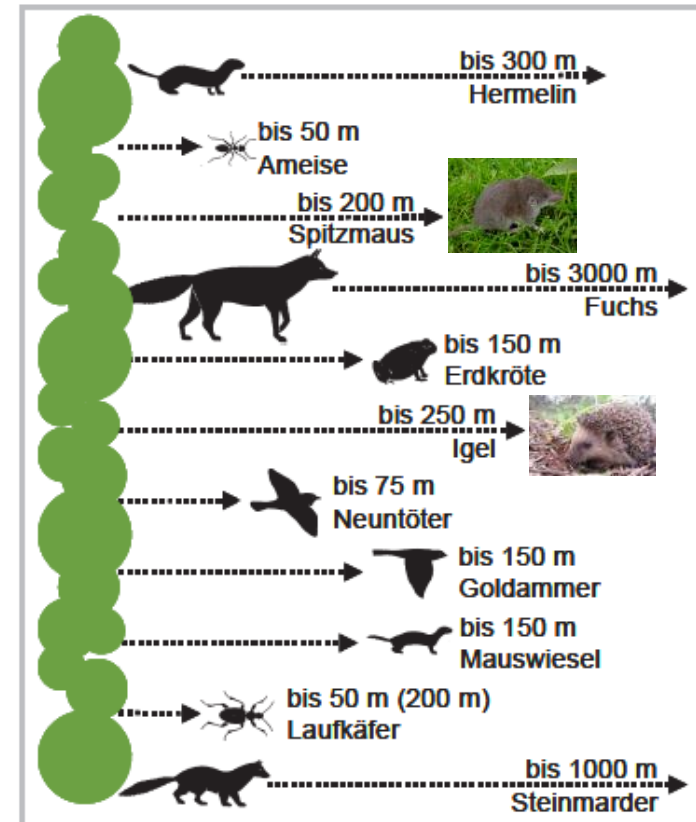 bis 300 m
Hermelin
bis 50 m
Ameise
bis 200 m
Spitzmaus
bis 3000 m
Fuchs
bis 150 m
Erdkröte
bis 250 m
Igel
bis 75 m
Neuntöter
bis 150 m
Goldammer
bis 150 m
Mauswiesel
bis 50 m (200 m)
Laufkäfer
bis 1000 m
Steinmarder